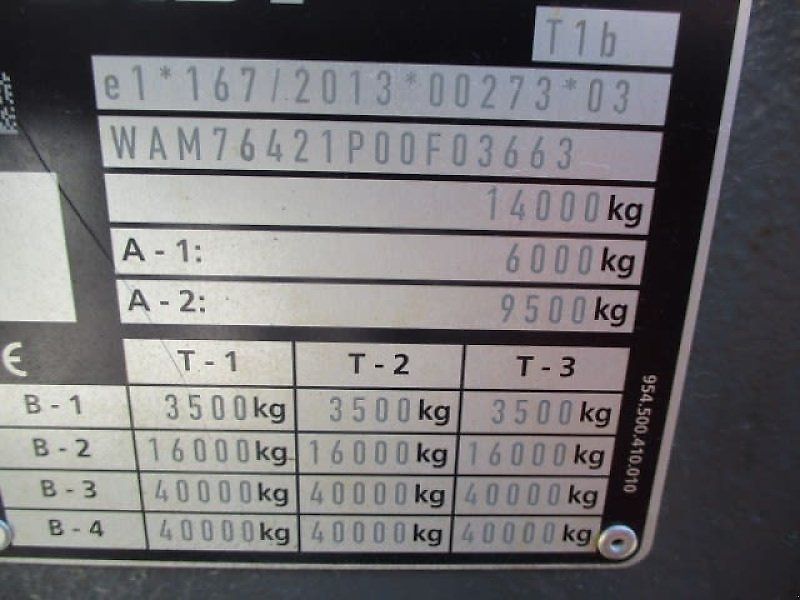 T1b
e1*167/2013*00273*03
WAM76421P00F03663
14000kg
A - 1: 6000kg
A - 2: 9500kg
T - 1 T - 2 T - 3
B - 1 3500kg 3500kg 3500kg
B - 2 16000kg 16000kg 16000kg
B - 3 40000kg 40000kg 40000kg
B - 4 40000kg 40000kg 40000kg
954.500.410.010